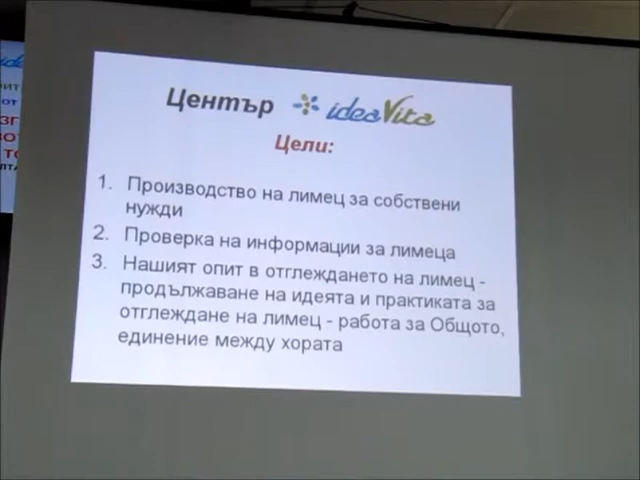 Център ideaVita
Цели:
1. Производство на лимец за собствени
нужди
2. Проверка на информации за лимеца
3. Нашият опит в отглеждането на лимец -
продължаване на идеята и практиката за
отглеждане на лимец - работа за Общото,
единение между хората